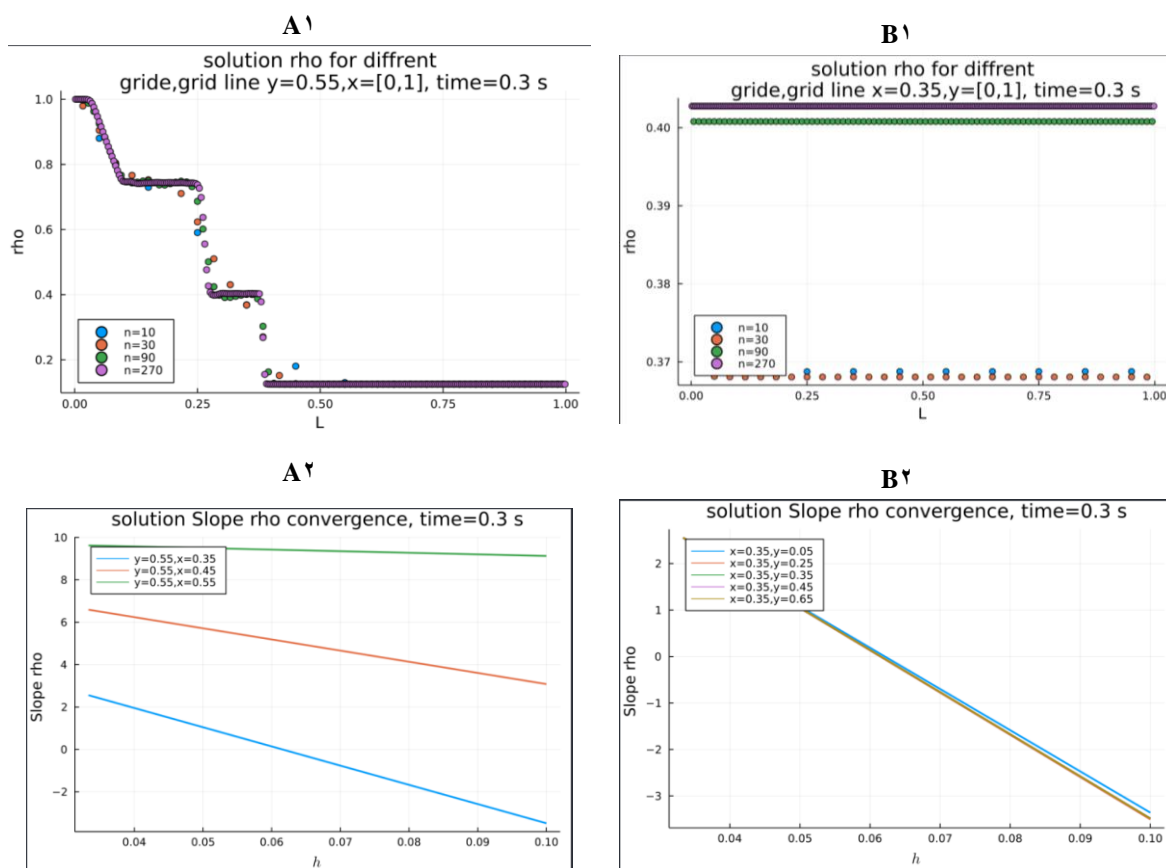 A۱
solution rho for diffrent
gride,grid line y=0.55,x=[0,1], time=0.3 s
1.0
0.8
0.6
0.4
0.2
rho
n=10
n=30
n=90
n=270
0.00
0.25
0.50
0.75
1.00
L
B۱
solution rho for diffrent
gride,grid line x=0.35,y=[0,1], time=0.3 s
0.40
0.39
0.38
0.37
rho
n=10
n=30
n=90
n=270
0.00
0.25
0.50
0.75
1.00
L
A۲
solution Slope rho convergence, time=0.3 s
10
8
6
4
2
0
−2
Slope rho
y=0.55,x=0.35
y=0.55,x=0.45
y=0.55,x=0.55
0.04
0.05
0.06
0.07
0.08
0.09
0.10
h
B۲
solution Slope rho convergence, time=0.3 s
2
1
0
−1
−2
−3
Slope rho
x=0.35,y=0.05
x=0.35,y=0.25
x=0.35,y=0.35
x=0.35,y=0.45
x=0.35,y=0.65
0.04
0.05
0.06
0.07
0.08
0.09
0.10
h